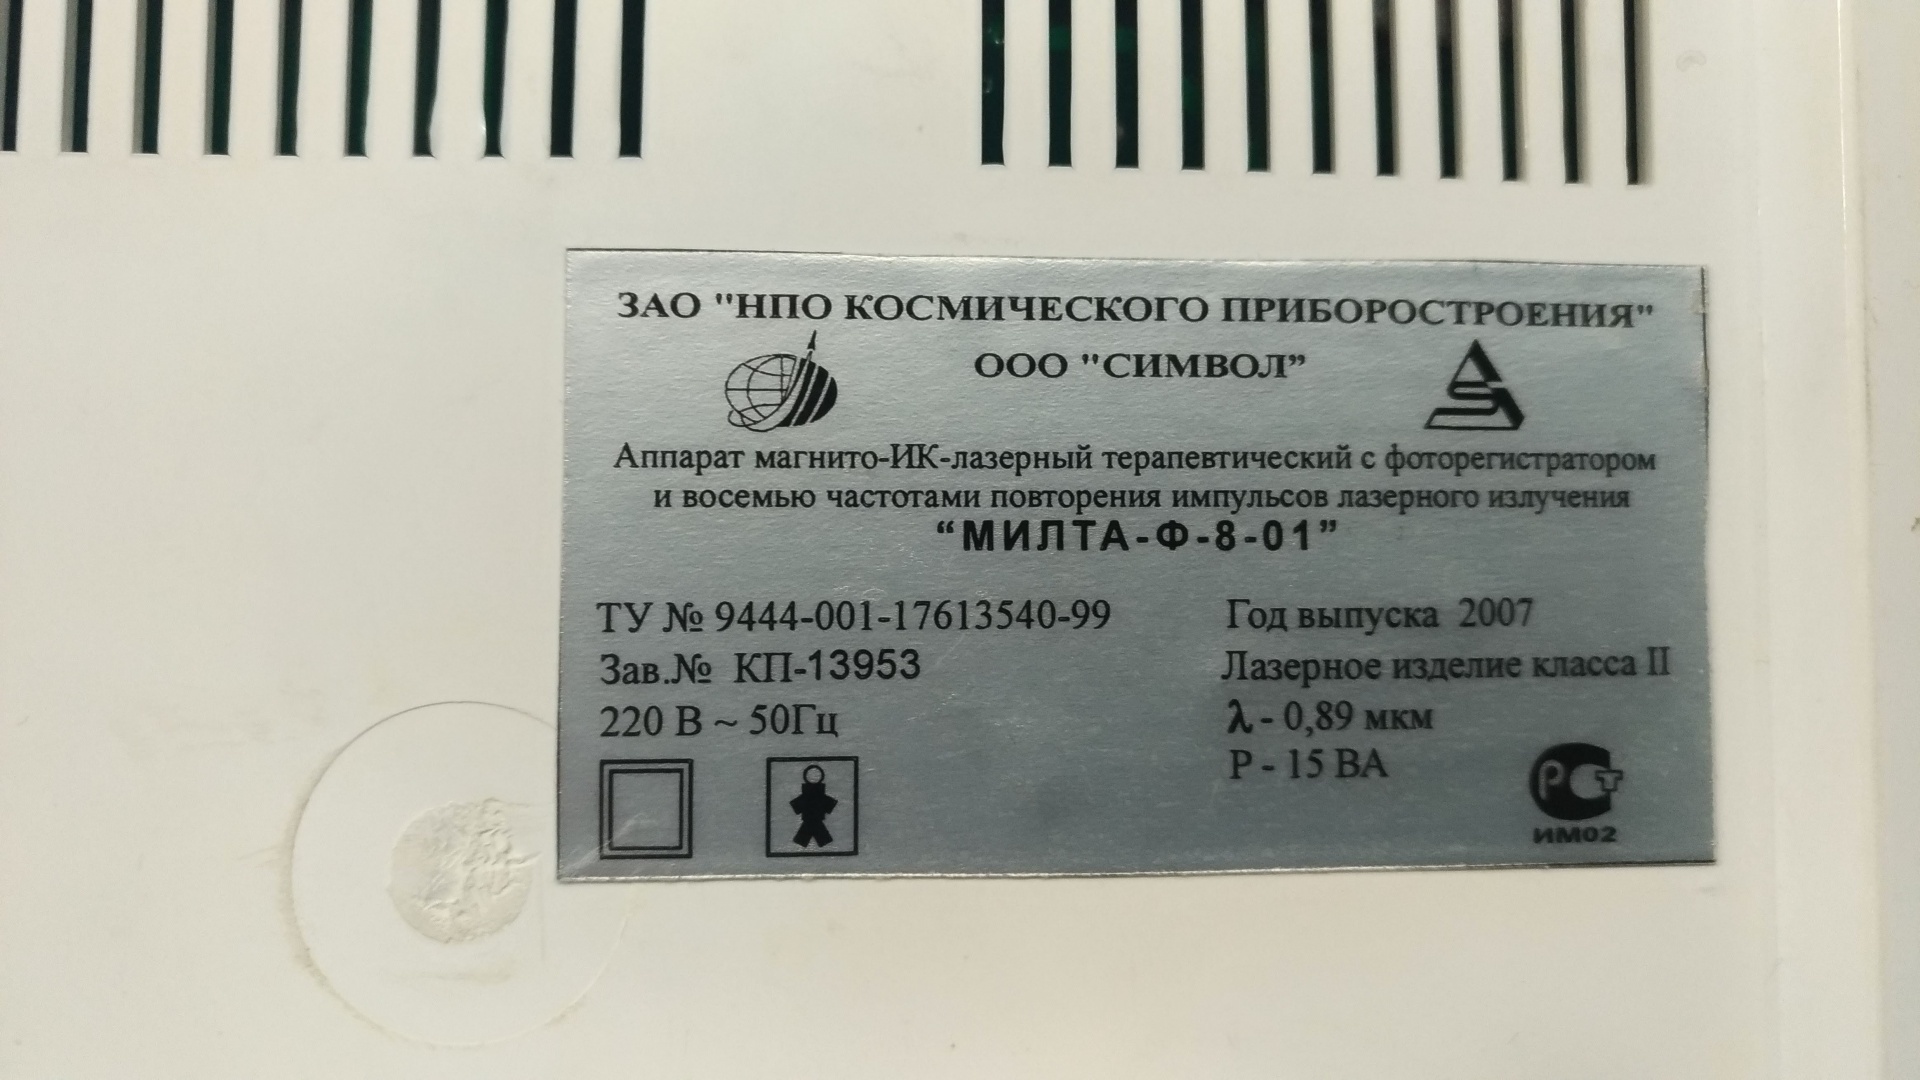 ЗАО "НПО КОСМИЧЕСКОГО ПРИБОРОСТРОЕНИЯ"
ООО "СИМВОЛ”
Аппарат магнито-ИК-лазерный терапевтический с фоторегистратором
и восемью частотами повторения импульсов лазерного излучения
“МИЛТА-Ф-8-01”
ТУ № 9444-001-17613540-99
Зав.№ КП-13953
220 В ~ 50Гц
Год выпуска 2007
Лазерное изделие класса II
λ - 0,89 мкм
Р - 15 ВА
РСТ
ИМ02